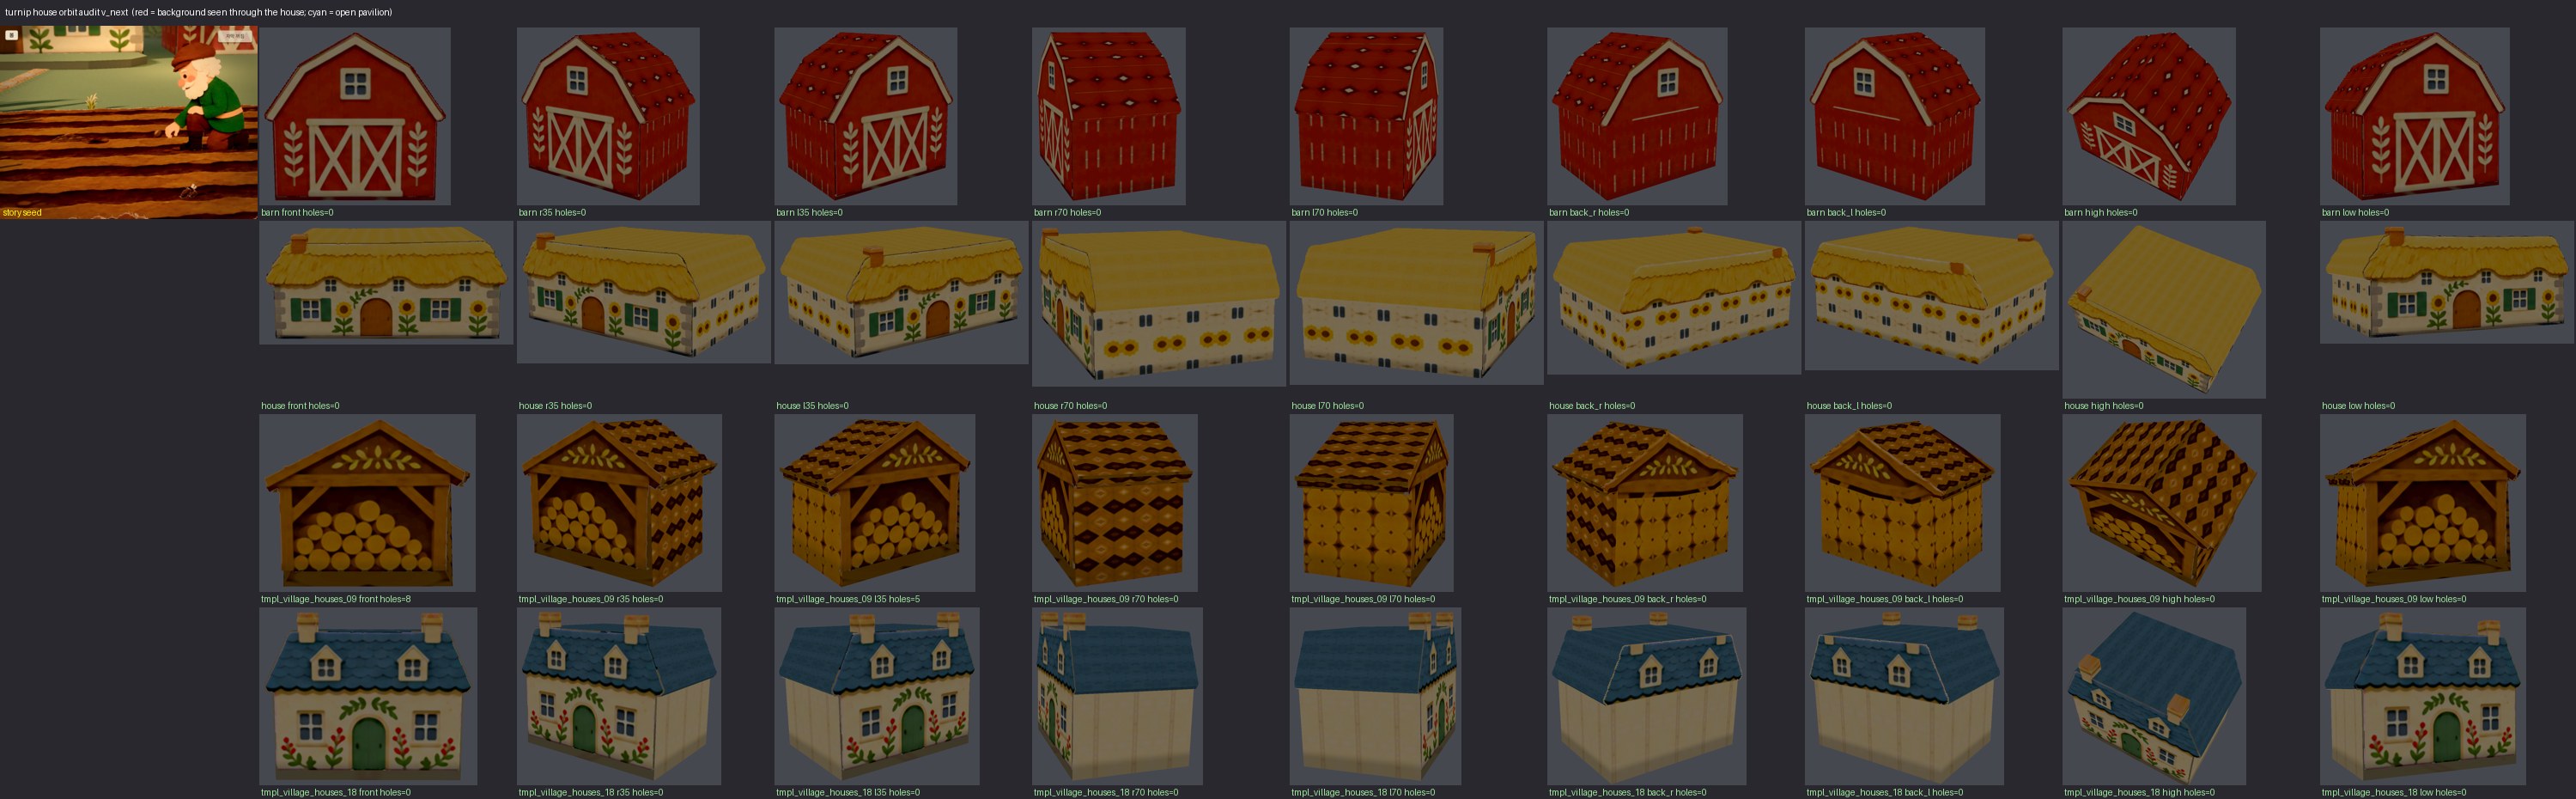 turnip house orbit audit v_next (red = background seen through the house; cyan = open pavilion)
story seed
barn front holes=0
barn r35 holes=0
barn l35 holes=0
barn r70 holes=0
barn l70 holes=0
barn back_r holes=0
barn back_l holes=0
barn high holes=0
barn low holes=0
house front holes=0
house r35 holes=0
house l35 holes=0
house r70 holes=0
house l70 holes=0
house back_r holes=0
house back_l holes=0
house high holes=0
house low holes=0
tmpl_village_houses_09 front holes=8
tmpl_village_houses_09 r35 holes=0
tmpl_village_houses_09 l35 holes=5
tmpl_village_houses_09 r70 holes=0
tmpl_village_houses_09 l70 holes=0
tmpl_village_houses_09 back_r holes=0
tmpl_village_houses_09 back_l holes=0
tmpl_village_houses_09 high holes=0
tmpl_village_houses_09 low holes=0
tmpl_village_houses_18 front holes=0
tmpl_village_houses_18 r35 holes=0
tmpl_village_houses_18 l35 holes=0
tmpl_village_houses_18 r70 holes=0
tmpl_village_houses_18 l70 holes=0
tmpl_village_houses_18 back_r holes=0
tmpl_village_houses_18 back_l holes=0
tmpl_village_houses_18 high holes=0
tmpl_village_houses_18 low holes=0